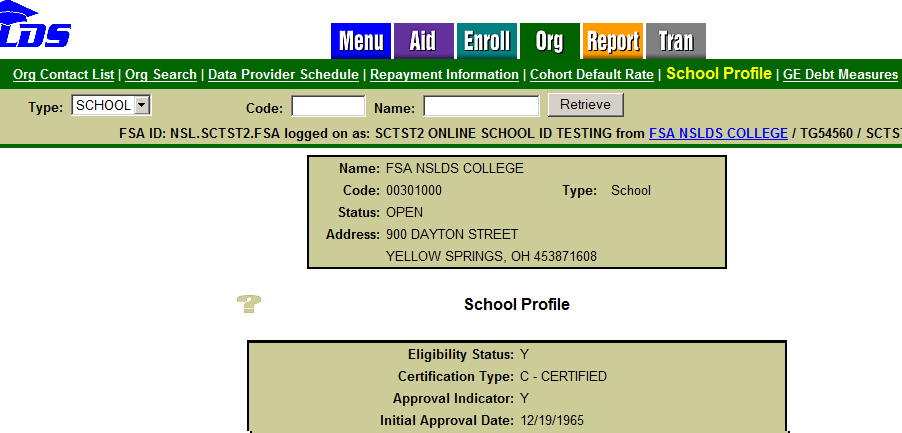 LDS
Menu Aid Enroll Org Report Tran
Org Contact List | Org Search | Data Provider Schedule | Repayment Information | Cohort Default Rate | School Profile | GE Debt Measures
Type: SCHOOL Code: Name: Retrieve
FSA ID: NSL.SCTST2.FSA logged on as: SCTST2 ONLINE SCHOOL ID TESTING from FSA NSLDS COLLEGE / TG54560 / SCTS
Name: FSA NSLDS COLLEGE
Code: 00301000 Type: School
Status: OPEN
Address: 900 DAYTON STREET
YELLOW SPRINGS, OH 453871608
? School Profile
Eligibility Status: Y
Certification Type: C - CERTIFIED
Approval Indicator: Y
Initial Approval Date: 12/19/1965